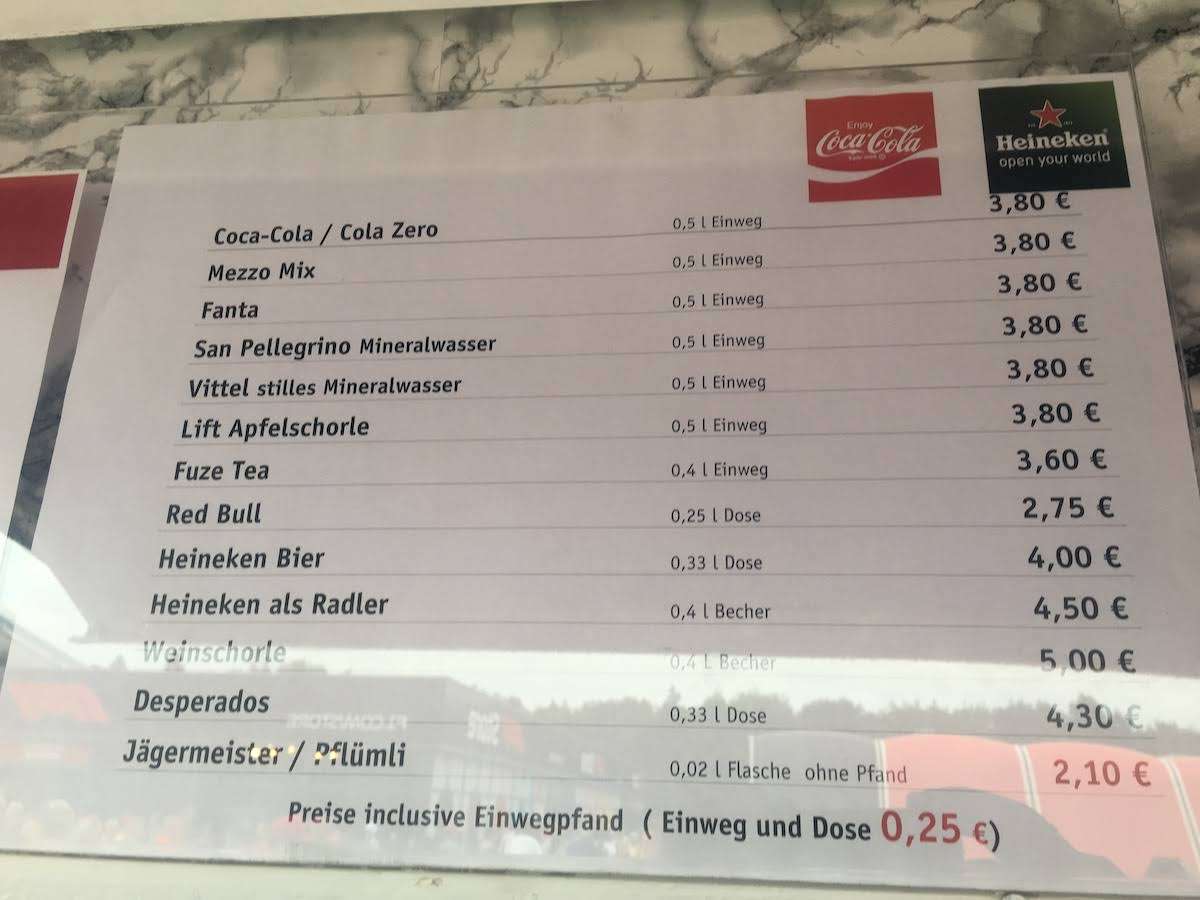 Enjoy
Coca-Cola
Heineken
open your world
Coca-Cola / Cola Zero 0,5 l Einweg 3,80 €
Mezzo Mix 0,5 l Einweg 3,80 €
Fanta 0,5 l Einweg 3,80 €
San Pellegrino Mineralwasser 0,5 l Einweg 3,80 €
Vittel stilles Mineralwasser 0,5 l Einweg 3,80 €
Lift Apfelschorle 0,5 l Einweg 3,80 €
Fuze Tea 0,4 l Einweg 3,60 €
Red Bull 0,25 l Dose 2,75 €
Heineken Bier 0,33 l Dose 4,00 €
Heineken als Radler 0,4 l Becher 4,50 €
Weinschorle 0,4 L Becher 5,00 €
Desperados 0,33 l Dose 4,30 €
Jägermeister / Pflümli 0,02 l Flasche ohne Pfand 2,10 €
Preise inclusive Einwegpfand ( Einweg und Dose 0,25 €)